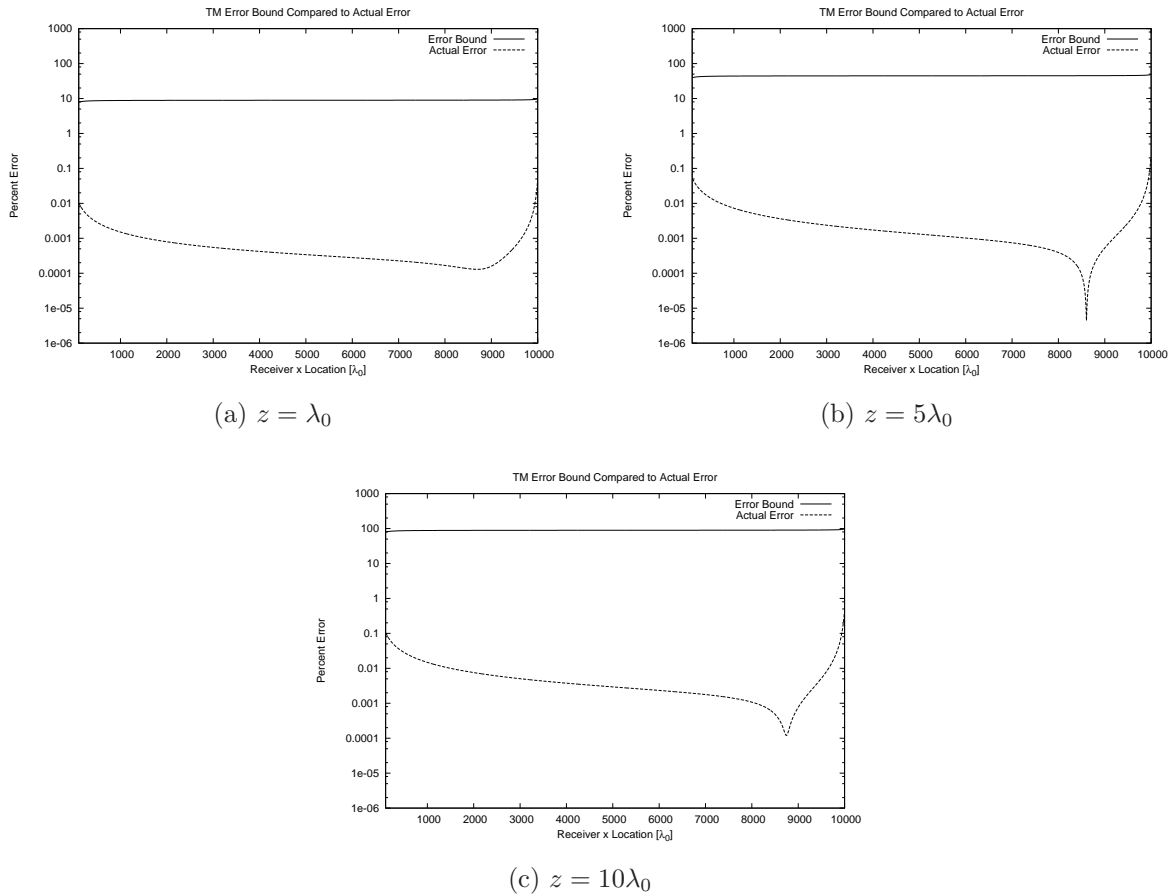 TM Error Bound Compared to Actual Error
1000
100
10
1
0.1
0.01
0.001
0.0001
1e-05
1e-06
Percent Error
Error Bound
Actual Error
1000 2000 3000 4000 5000 6000 7000 8000 9000 10000
Receiver x Location [λ₀]
(a) z = λ₀
TM Error Bound Compared to Actual Error
1000
100
10
1
0.1
0.01
0.001
0.0001
1e-05
1e-06
Percent Error
Error Bound
Actual Error
1000 2000 3000 4000 5000 6000 7000 8000 9000 10000
Receiver x Location [λ₀]
(b) z = 5λ₀
TM Error Bound Compared to Actual Error
1000
100
10
1
0.1
0.01
0.001
0.0001
1e-05
1e-06
Percent Error
Error Bound
Actual Error
1000 2000 3000 4000 5000 6000 7000 8000 9000 10000
Receiver x Location [λ₀]
(c) z = 10λ₀